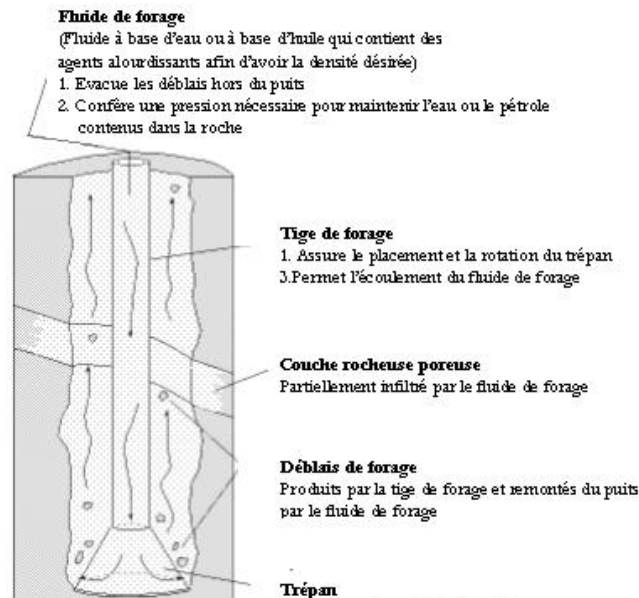 Fluide de forage
(Fluide à base d'eau ou à base d'huile qui contient des
agents alourdissants afin d'avoir la densité désirée)
1. Evacue les déblais hors du puits
2. Confère une pression nécessaire pour maintenir l'eau ou le pétrole
contenus dans la roche
Tige de forage
1. Assure le placement et la rotation du trépan
3.Permet l'écoulement du fluide de forage
Couche rocheuse poreuse
Partiellement infiltré par le fluide de forage
Déblais de forage
Produits par la tige de forage et remontés du puits
par le fluide de forage
Trépan